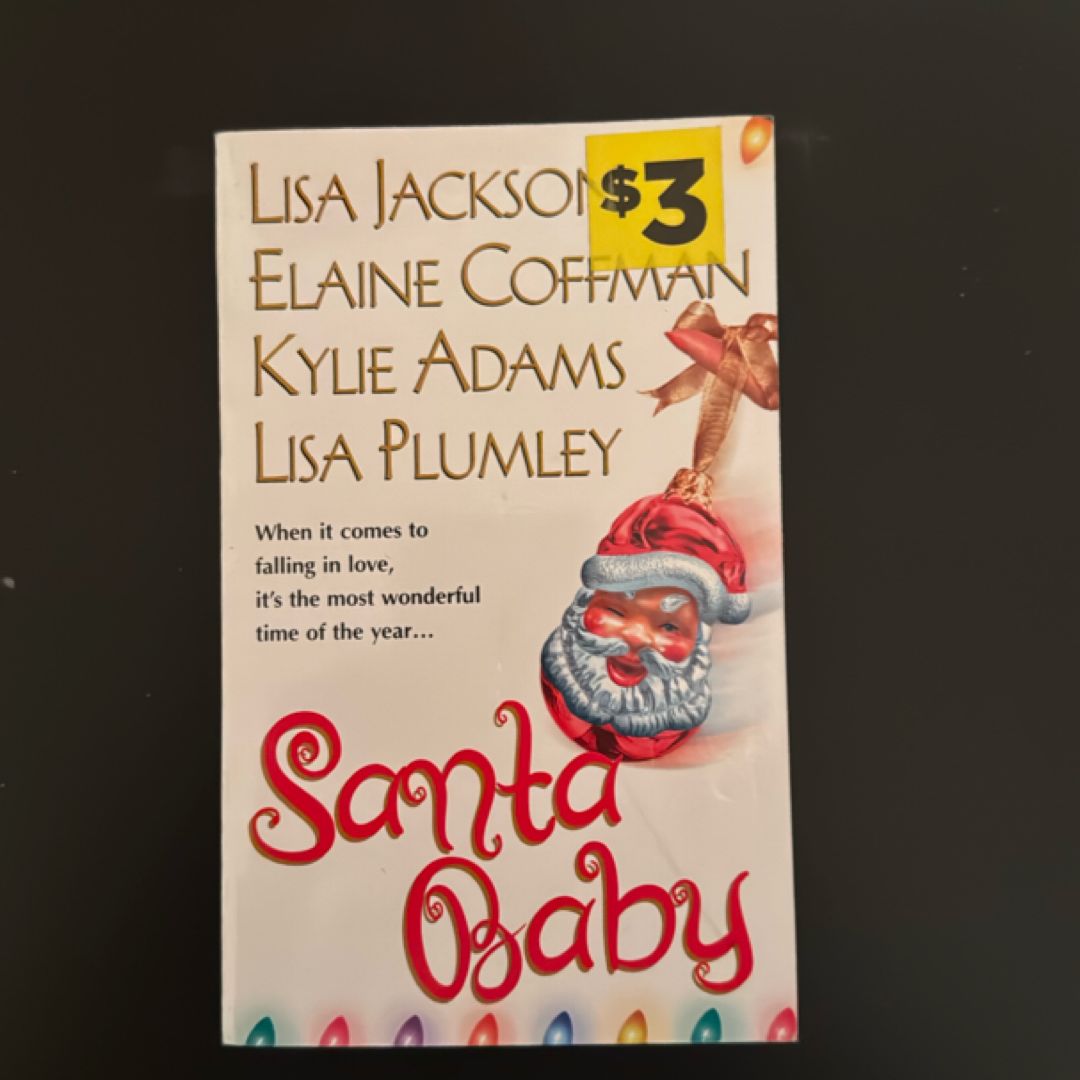 LISA JACKSON
$3
ELAINE COFFMAN
KYLIE ADAMS
LISA PLUMLEY
When it comes to
falling in love,
it's the most wonderful
time of the year...
Santa
Baby